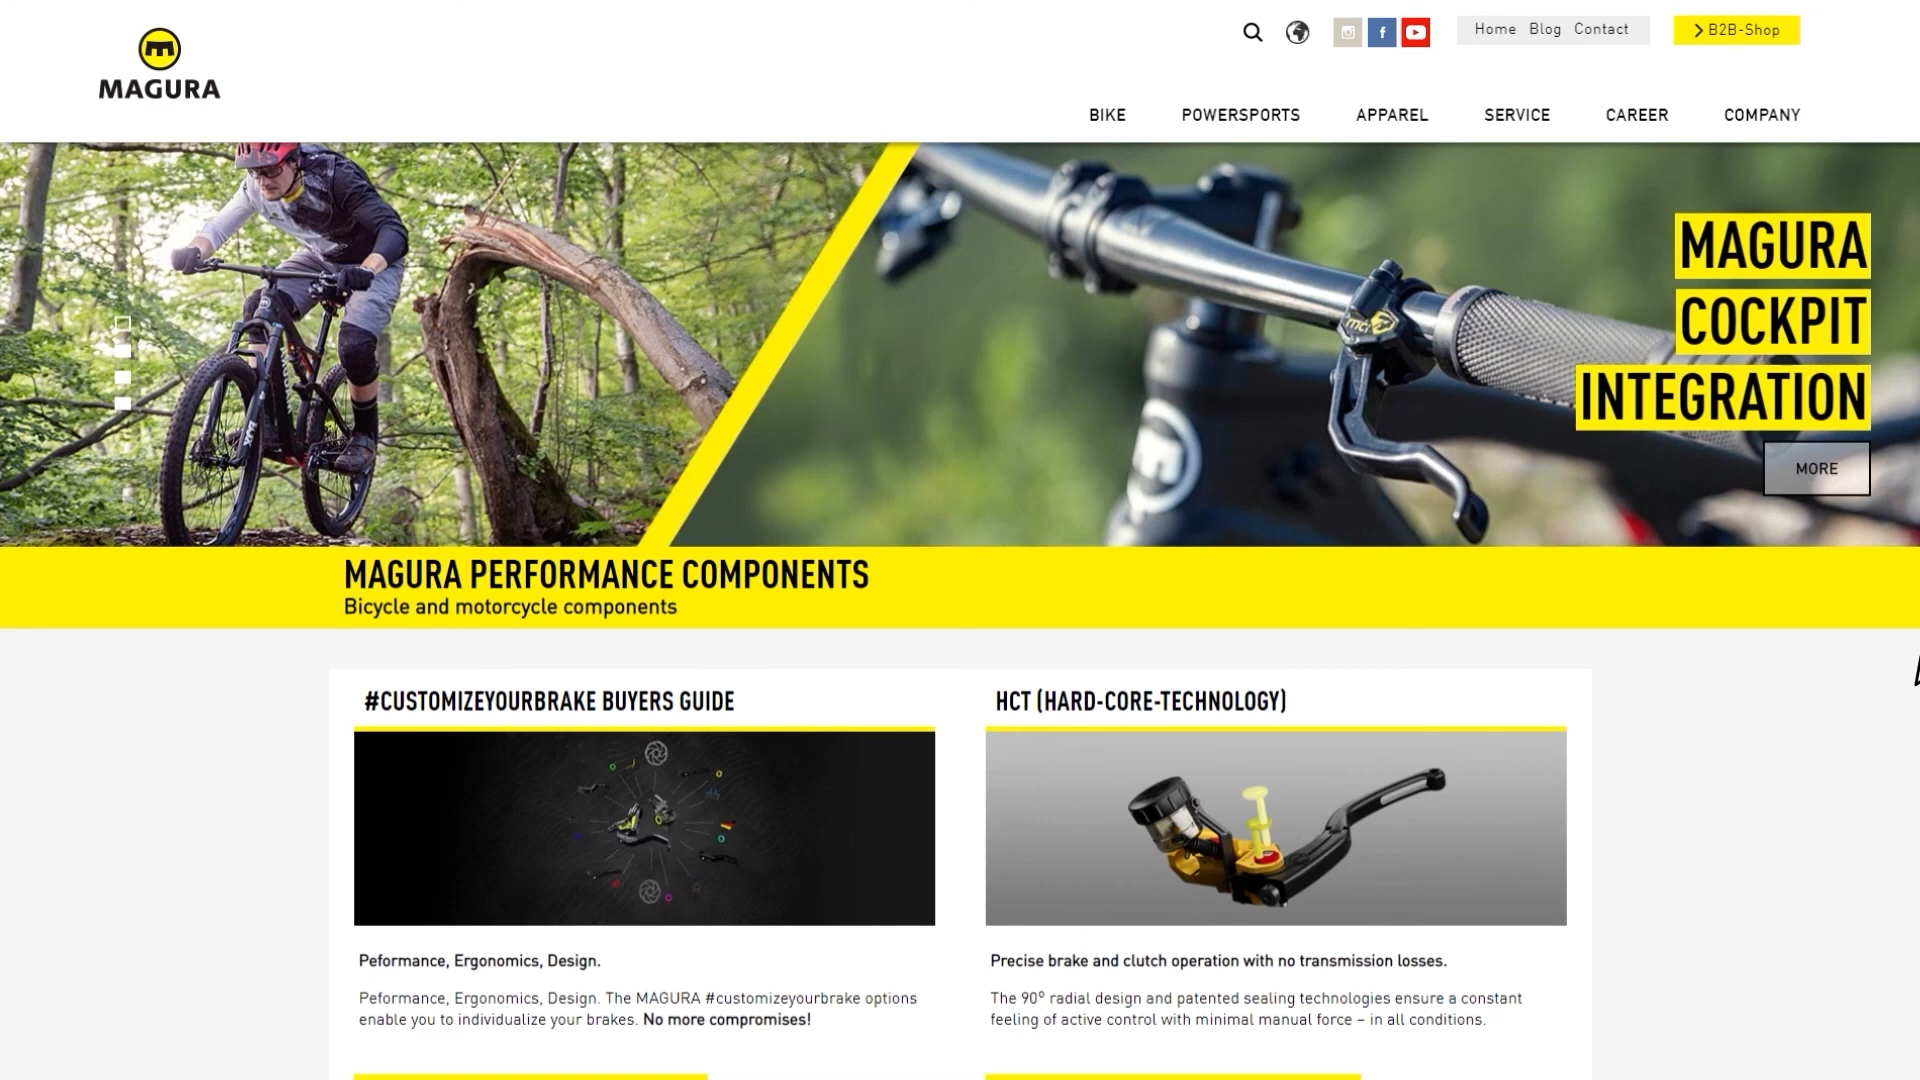 MAGURA
Home Blog Contact
B2B-Shop
BIKE POWERSPORTS APPAREL SERVICE CAREER COMPANY
MAGURA
COCKPIT
INTEGRATION
MORE
MAGURA PERFORMANCE COMPONENTS
Bicycle and motorcycle components
#CUSTOMIZEYOURBRAKE BUYERS GUIDE
HCT (HARD-CORE-TECHNOLOGY)
Peformance, Ergonomics, Design.
Peformance, Ergonomics, Design. The MAGURA #customizeyourbrake options
enable you to individualize your brakes. No more compromises!
Precise brake and clutch operation with no transmission losses.
The 90° radial design and patented sealing technologies ensure a constant
feeling of active control with minimal manual force – in all conditions.